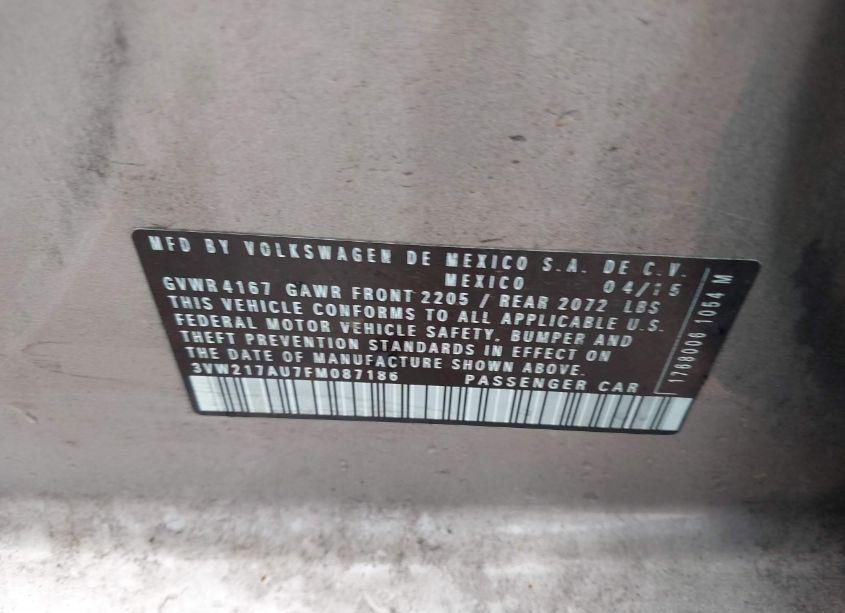 MFD BY VOLKSWAGEN DE MEXICO S.A. DE C.V.
MEXICO 04/15
GVWR 4167 GAWR FRONT 2205 / REAR 2072 LBS
THIS VEHICLE CONFORMS TO ALL APPLICABLE U.S.
FEDERAL MOTOR VEHICLE SAFETY, BUMPER AND
THEFT PREVENTION STANDARDS IN EFFECT ON
THE DATE OF MANUFACTURE SHOWN ABOVE.
3VW217AU7FM087186 PASSENGER CAR
1768006 1064 M